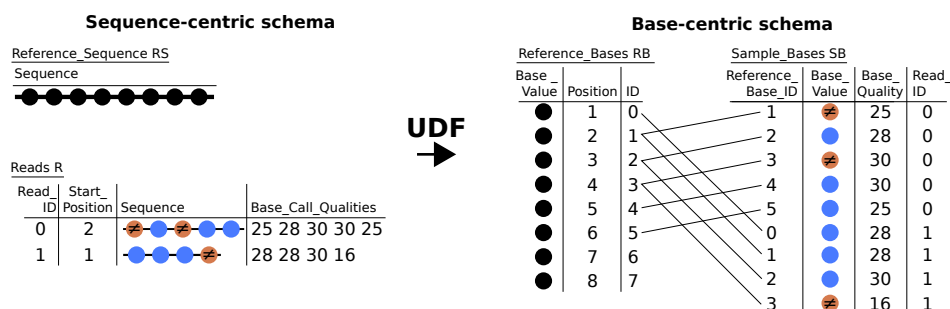 Sequence-centric schema
Reference_Sequence RS
Sequence
Reads R
Read_ID Start_Position Sequence Base_Call_Qualities
0 2 ≠ ≠ 25 28 30 30 25
1 1 ≠ 28 28 30 16
UDF
Base-centric schema
Reference_Bases RB
Base_Value Position ID
1 0
2 1
3 2
4 3
5 4
6 5
7 6
8 7
Sample_Bases SB
Reference_Base_ID Base_Value Base_Quality Read_ID
1 ≠ 25 0
2 28 0
3 ≠ 30 0
4 30 0
5 25 0
0 28 1
1 28 1
2 30 1
3 ≠ 16 1